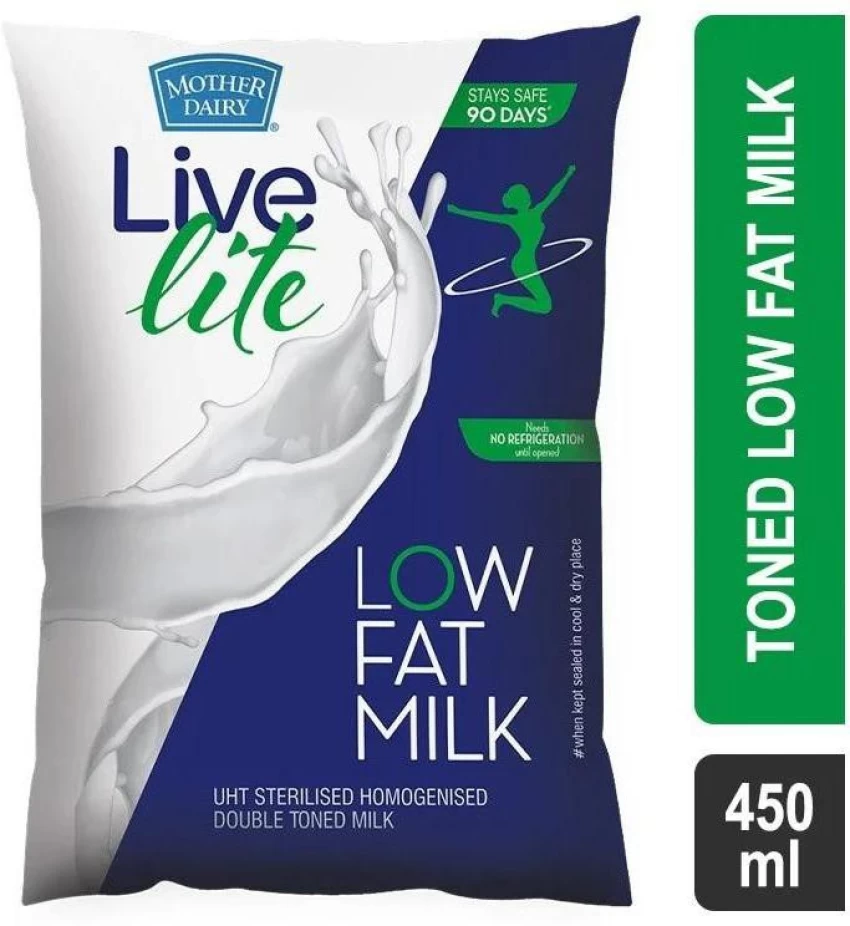 MOTHER
DAIRY
®
Live
lite
STAYS SAFE
90 DAYS#
Needs
NO REFRIGERATION
until opened
LOW
FAT
MILK
#when kept sealed in cool & dry place
UHT STERILISED HOMOGENISED
DOUBLE TONED MILK
TONED LOW FAT MILK
450
ml